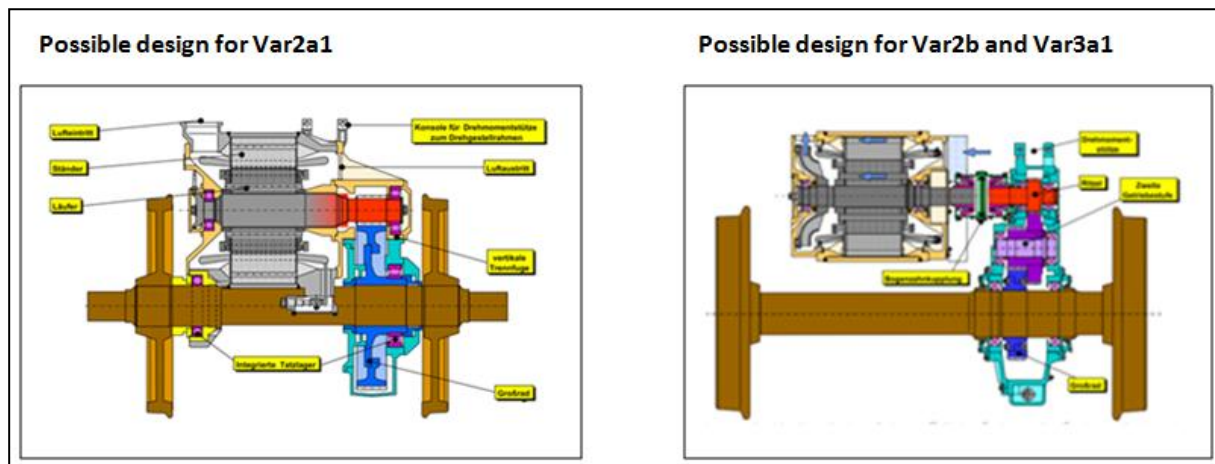 Possible design for Var2a1
Possible design for Var2b and Var3a1
Lufteintritt
Ständer
Läufer
Konsole für Drehmomentstütze
zum Drehgestellrahmen
Luftaustritt
vertikale
Trennfuge
Integrierte Tatzlager
Großrad
Drehmoment-
stütze
Ritzel
Zweite
Getriebestufe
Bogenzahnkupplung
Großrad